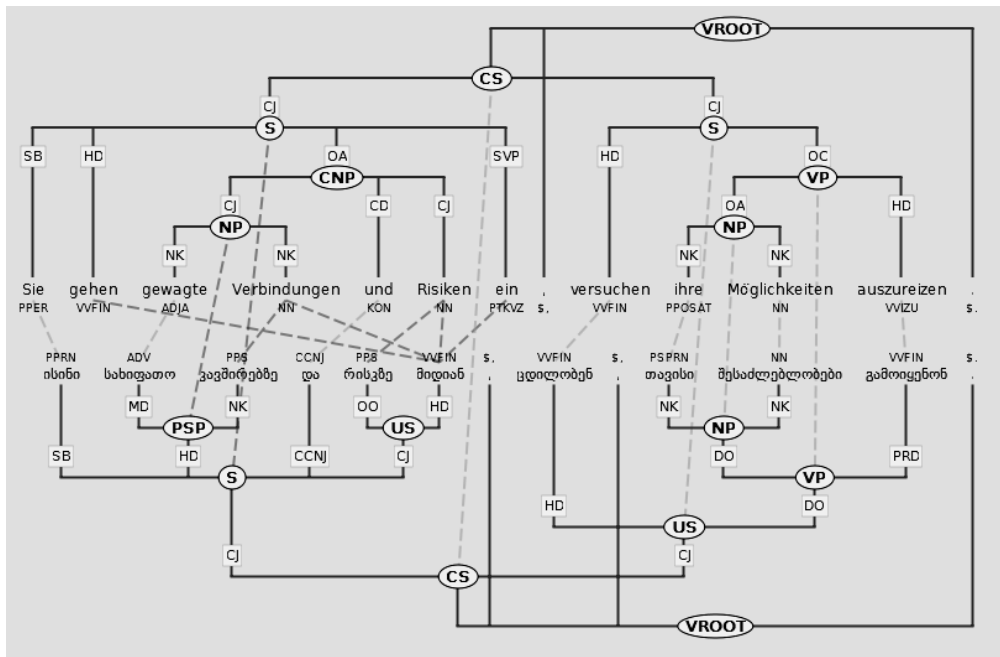 VROOT
CS
CJ CJ
S S
SB HD OA SVP HD OC
CNP VP
CJ CD CJ OA HD
NP NP
NK NK NK NK
Sie gehen gewagte Verbindungen und Risiken ein , versuchen ihre Möglichkeiten auszureizen .
PPER VVFIN ADJA NN KON NN PTKVZ $, VVFIN PPOSAT NN VVIZU $.
PPRN ADV PPS CCNJ PPS VVFIN $, VVFIN $, PSPRN NN VVFIN $.
ისინი სახიფათო კავშირებზე და რისკზე მიდიან , ცდილობენ , თავისი შესაძლებლობები გამოიყენონ .
MD NK OO HD NK NK
PSP US NP
SB HD CCNJ CJ DO PRD
S VP
HD DO
US
CJ CJ
CS
VROOT